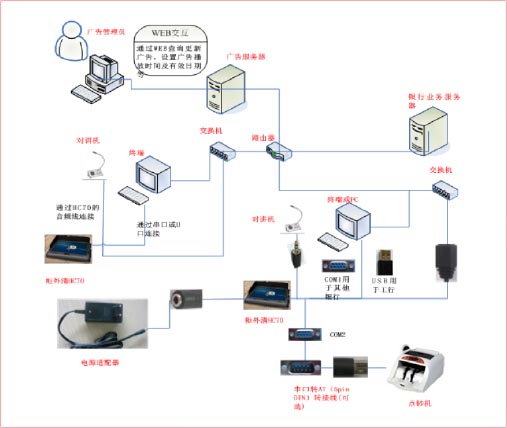 广告管理员
WEB交互
通过WEB查询更新
广告、设置广告播
放时间及有效日期
等
广告服务器
银行业务服务
器
交换机
路由器
对讲机
终端
交换机
通过HC70的
音频线连接
通过串口或U
口连接
对讲机
终端或PC
柜外清HC70
COM1用
于其他
银行
USB用
于工行
柜外清HC70
电源适配器
COM2
串口转AT（5pin
DIN）转接线(可
选)
点钞机